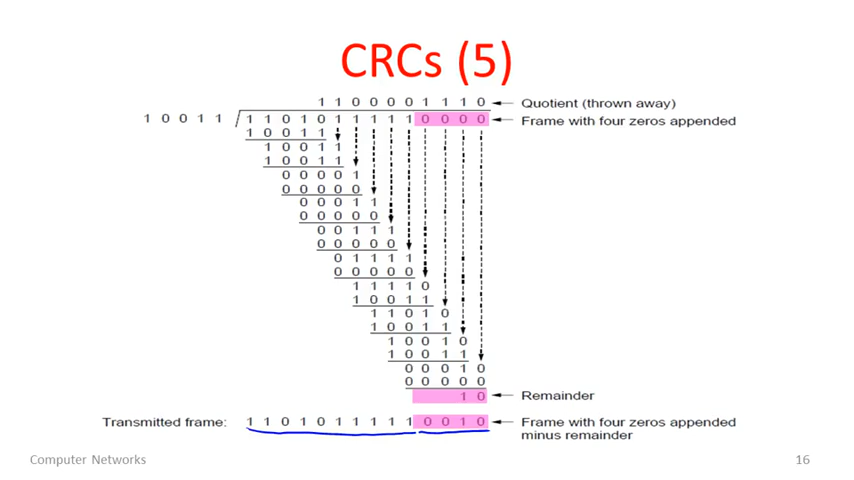 CRCs (5)
1 1 0 0 0 0 1 1 1 0 Quotient (thrown away)
1 0 0 1 1 1 1 0 1 0 1 1 1 1 1 0 0 0 0 Frame with four zeros appended
1 0 0 1 1
1 0 0 1 1
1 0 0 1 1
0 0 0 0 1
0 0 0 0 0
0 0 0 1 1
0 0 0 0 0
0 0 1 1 1
0 0 0 0 0
0 1 1 1 1
0 0 0 0 0
1 1 1 1 0
1 0 0 1 1
1 1 0 1 0
1 0 0 1 1
1 0 0 1 0
1 0 0 1 1
0 0 0 1 0
0 0 0 0 0
1 0 Remainder
Transmitted frame: 1 1 0 1 0 1 1 1 1 1 0 0 1 0 Frame with four zeros appended
minus remainder
Computer Networks 16